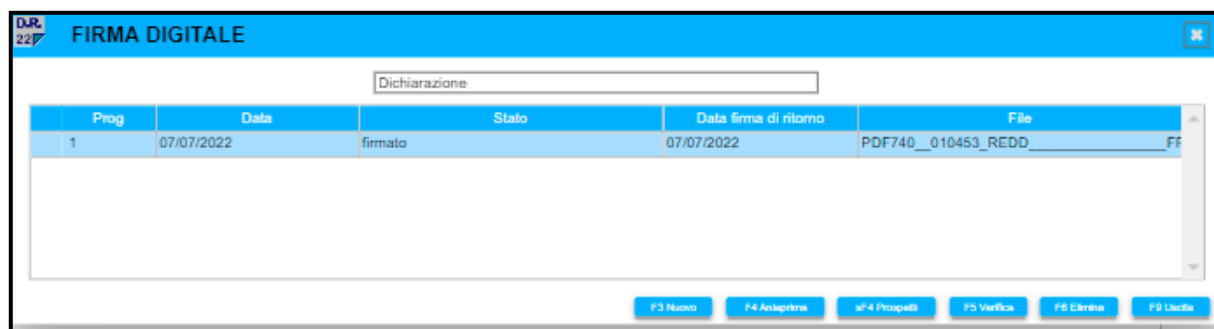 D.R.
22
FIRMA DIGITALE
Dichiarazione
Prog Data Stato Data firma di ritorno File
1 07/07/2022 firmato 07/07/2022 PDF740__010453_REDD_________________FF
F3 Nuovo F4 Anteprima sF4 Prospetti F5 Verifica F6 Elimina F9 Uscita